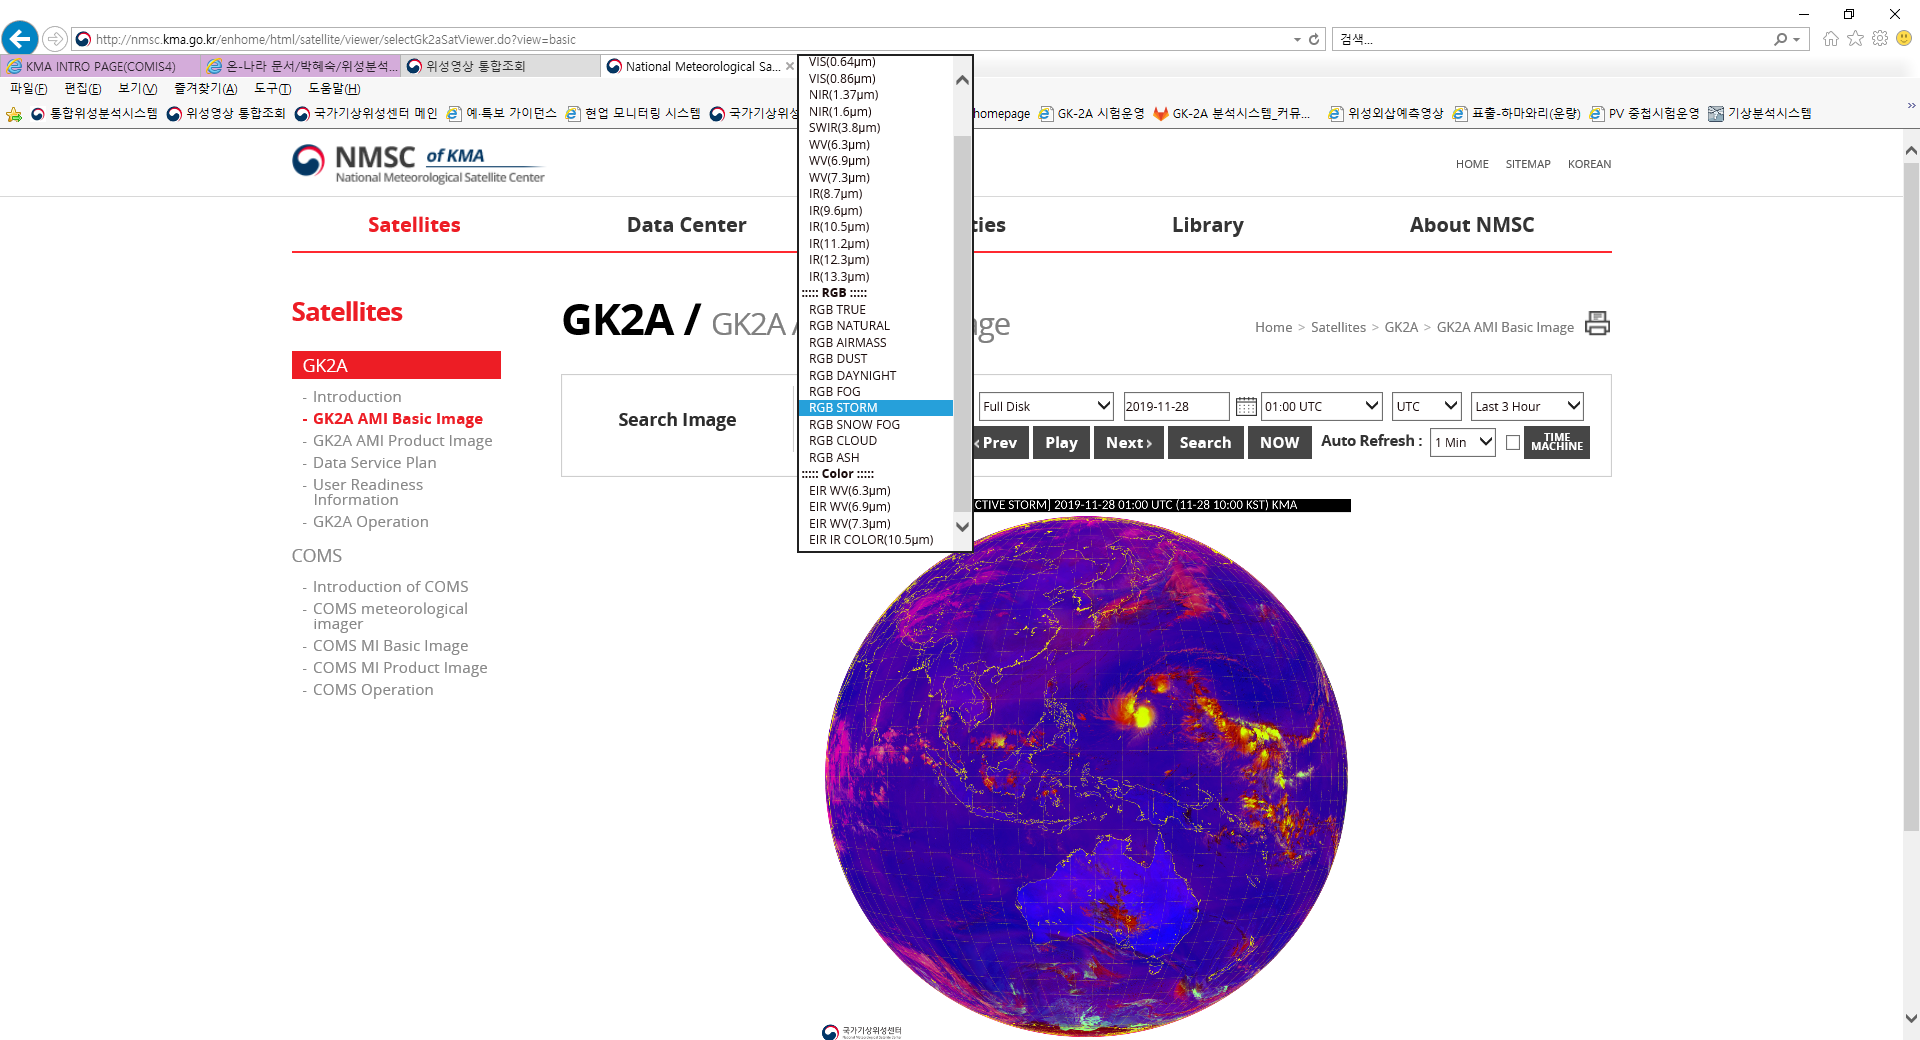 http://nmsc.kma.go.kr/enhome/html/satellite/viewer/selectGk2aSatViewer.do?view=basic
검색...
KMA INTRO PAGE(COMIS4)
온-나라 문서/박혜숙/위성분석...
위성영상 통합조회
National Meteorological Sa...
파일(F) 편집(E) 보기(V) 즐겨찾기(A) 도구(T) 도움말(H)
통합위성분석시스템 위성영상 통합조회 국가기상위성센터 메인 예·특보 가이던스 현업 모니터링 시스템 국가기상위성 homepage GK-2A 시험운영 GK-2A 분석시스템_커뮤... 위성외삽예측영상 표출-하마와리(운량) PV 중첩시험운영 기상분석시스템
NMSC of KMA
National Meteorological Satellite Center
HOME SITEMAP KOREAN
Satellites Data Center ties Library About NMSC
Satellites
GK2A
- Introduction
- GK2A AMI Basic Image
- GK2A AMI Product Image
- Data Service Plan
- User Readiness
Information
- GK2A Operation
COMS
- Introduction of COMS
- COMS meteorological
imager
- COMS MI Basic Image
- COMS MI Product Image
- COMS Operation
GK2A / GK2A age
Home > Satellites > GK2A > GK2A AMI Basic Image
Search Image
VIS(0.64μm)
VIS(0.86μm)
NIR(1.37μm)
NIR(1.6μm)
SWIR(3.8μm)
WV(6.3μm)
WV(6.9μm)
WV(7.3μm)
IR(8.7μm)
IR(9.6μm)
IR(10.5μm)
IR(11.2μm)
IR(12.3μm)
IR(13.3μm)
::::: RGB :::::
RGB TRUE
RGB NATURAL
RGB AIRMASS
RGB DUST
RGB DAYNIGHT
RGB FOG
RGB STORM
RGB SNOW FOG
RGB CLOUD
RGB ASH
::::: Color :::::
EIR WV(6.3μm)
EIR WV(6.9μm)
EIR WV(7.3μm)
EIR IR COLOR(10.5μm)
Full Disk 2019-11-28 01:00 UTC UTC Last 3 Hour
‹ Prev Play Next › Search NOW Auto Refresh : 1 Min TIME MACHINE
CTIVE STORM] 2019-11-28 01:00 UTC (11-28 10:00 KST) KMA
국가기상위성센터